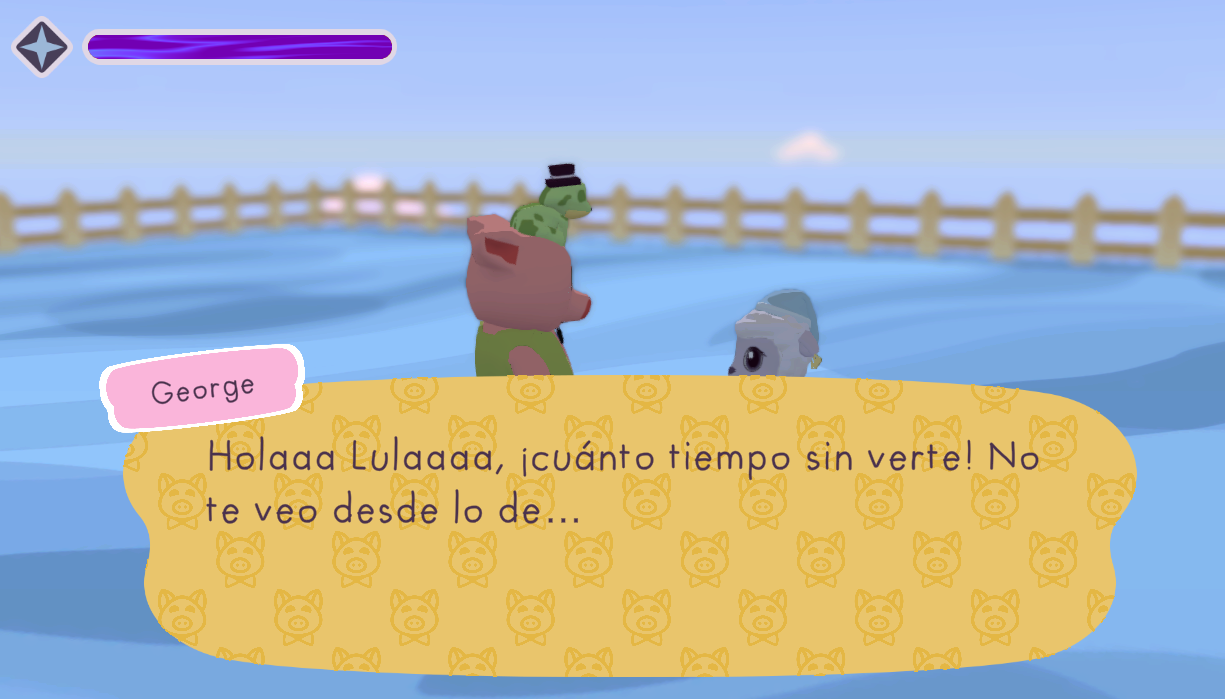 George
Holaaa Lulaaaa, ¡cuánto tiempo sin verte! No
te veo desde lo de...